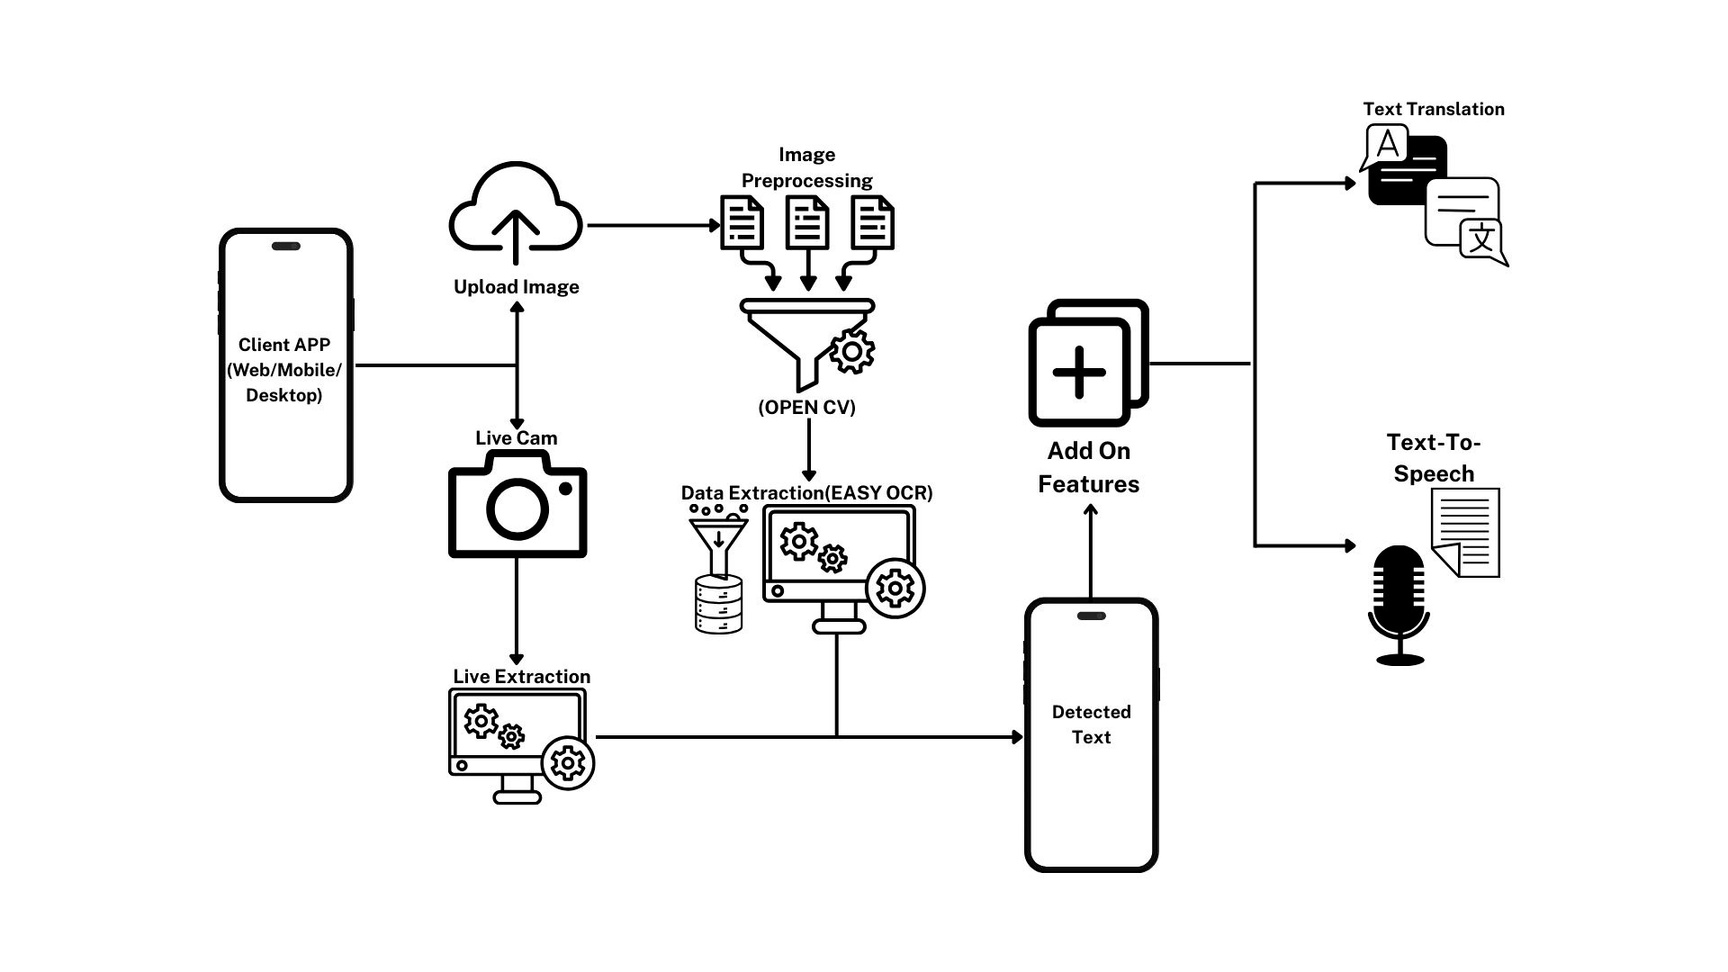 Client APP
(Web/Mobile/
Desktop)
Upload Image
Live Cam
Live Extraction
Image
Preprocessing
(OPEN CV)
Data Extraction(EASY OCR)
Detected
Text
Add On
Features
Text Translation
A
文
Text-To-
Speech